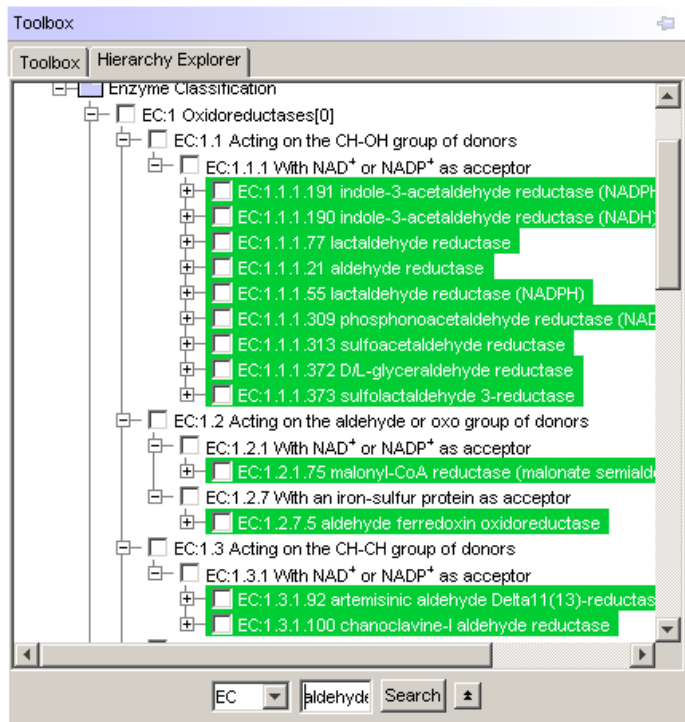 Toolbox
Toolbox Hierarchy Explorer
Enzyme Classification
EC:1 Oxidoreductases[0]
EC:1.1 Acting on the CH-OH group of donors
EC:1.1.1 With NAD⁺ or NADP⁺ as acceptor
EC:1.1.1.191 indole-3-acetaldehyde reductase (NADPH
EC:1.1.1.190 indole-3-acetaldehyde reductase (NADH)
EC:1.1.1.77 lactaldehyde reductase
EC:1.1.1.21 aldehyde reductase
EC:1.1.1.55 lactaldehyde reductase (NADPH)
EC:1.1.1.309 phosphonoacetaldehyde reductase (NAD
EC:1.1.1.313 sulfoacetaldehyde reductase
EC:1.1.1.372 D/L-glyceraldehyde reductase
EC:1.1.1.373 sulfolactaldehyde 3-reductase
EC:1.2 Acting on the aldehyde or oxo group of donors
EC:1.2.1 With NAD⁺ or NADP⁺ as acceptor
EC:1.2.1.75 malonyl-CoA reductase (malonate semialde
EC:1.2.7 With an iron-sulfur protein as acceptor
EC:1.2.7.5 aldehyde ferredoxin oxidoreductase
EC:1.3 Acting on the CH-CH group of donors
EC:1.3.1 With NAD⁺ or NADP⁺ as acceptor
EC:1.3.1.92 artemisinic aldehyde Delta11(13)-reductas
EC:1.3.1.100 chanoclavine-I aldehyde reductase
EC aldehyde Search